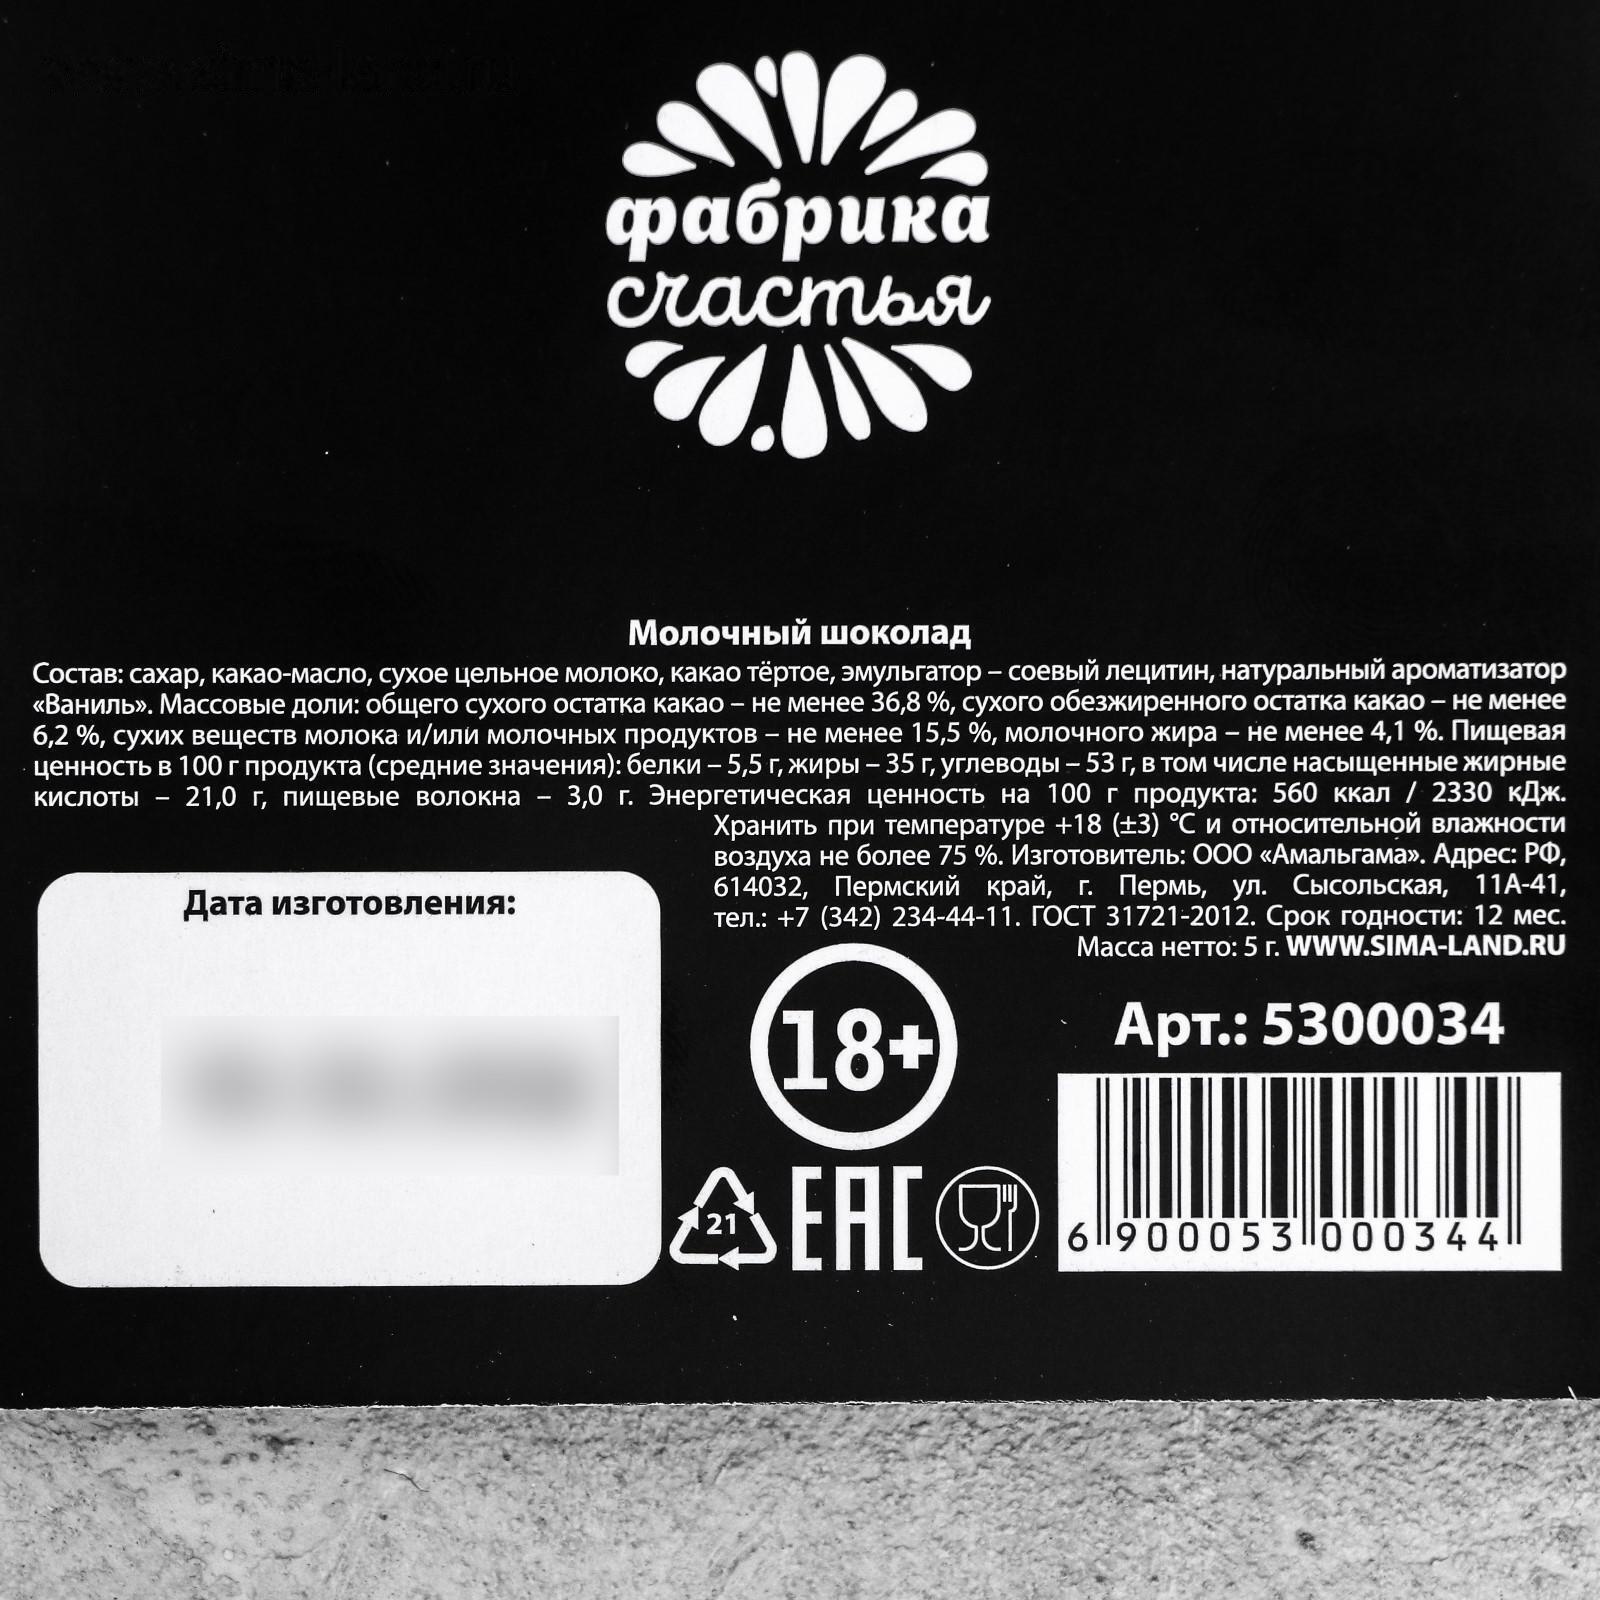 фабрика
счастья
Молочный шоколад
Состав: сахар, какао-масло, сухое цельное молоко, какао тёртое, эмульгатор – соевый лецитин, натуральный ароматизатор
«Ваниль». Массовые доли: общего сухого остатка какао – не менее 36,8 %, сухого обезжиренного остатка какао – не менее
6,2 %, сухих веществ молока и/или молочных продуктов – не менее 15,5 %, молочного жира – не менее 4,1 %. Пищевая
ценность в 100 г продукта (средние значения): белки – 5,5 г, жиры – 35 г, углеводы – 53 г, в том числе насыщенные жирные
кислоты – 21,0 г, пищевые волокна – 3,0 г. Энергетическая ценность на 100 г продукта: 560 ккал / 2330 кДж.
Хранить при температуре +18 (±3) °С и относительной влажности
воздуха не более 75 %. Изготовитель: ООО «Амальгама». Адрес: РФ,
614032, Пермский край, г. Пермь, ул. Сысольская, 11А-41,
тел.: +7 (342) 234-44-11. ГОСТ 31721-2012. Срок годности: 12 мес.
Масса нетто: 5 г. WWW.SIMA-LAND.RU
Дата изготовления:
18+
Арт.: 5300034
21
ЕАС
6 900053 000344